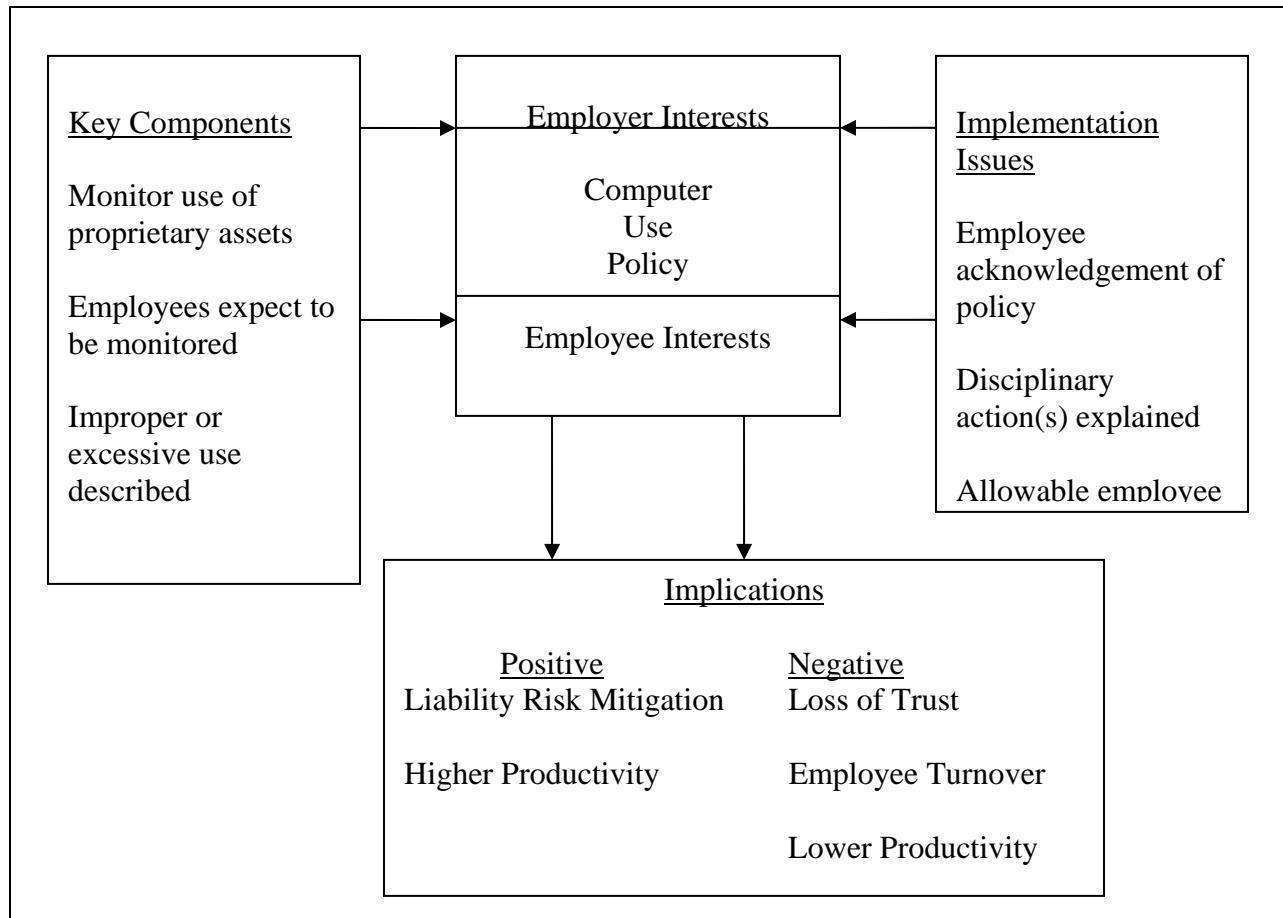 Key Components
Monitor use of
proprietary assets
Employees expect to
be monitored
Improper or
excessive use
described
Employer Interests
Computer
Use
Policy
Employee Interests
Implementation
Issues
Employee
acknowledgement of
policy
Disciplinary
action(s) explained
Allowable employee
Implications
Positive
Liability Risk Mitigation
Higher Productivity
Negative
Loss of Trust
Employee Turnover
Lower Productivity